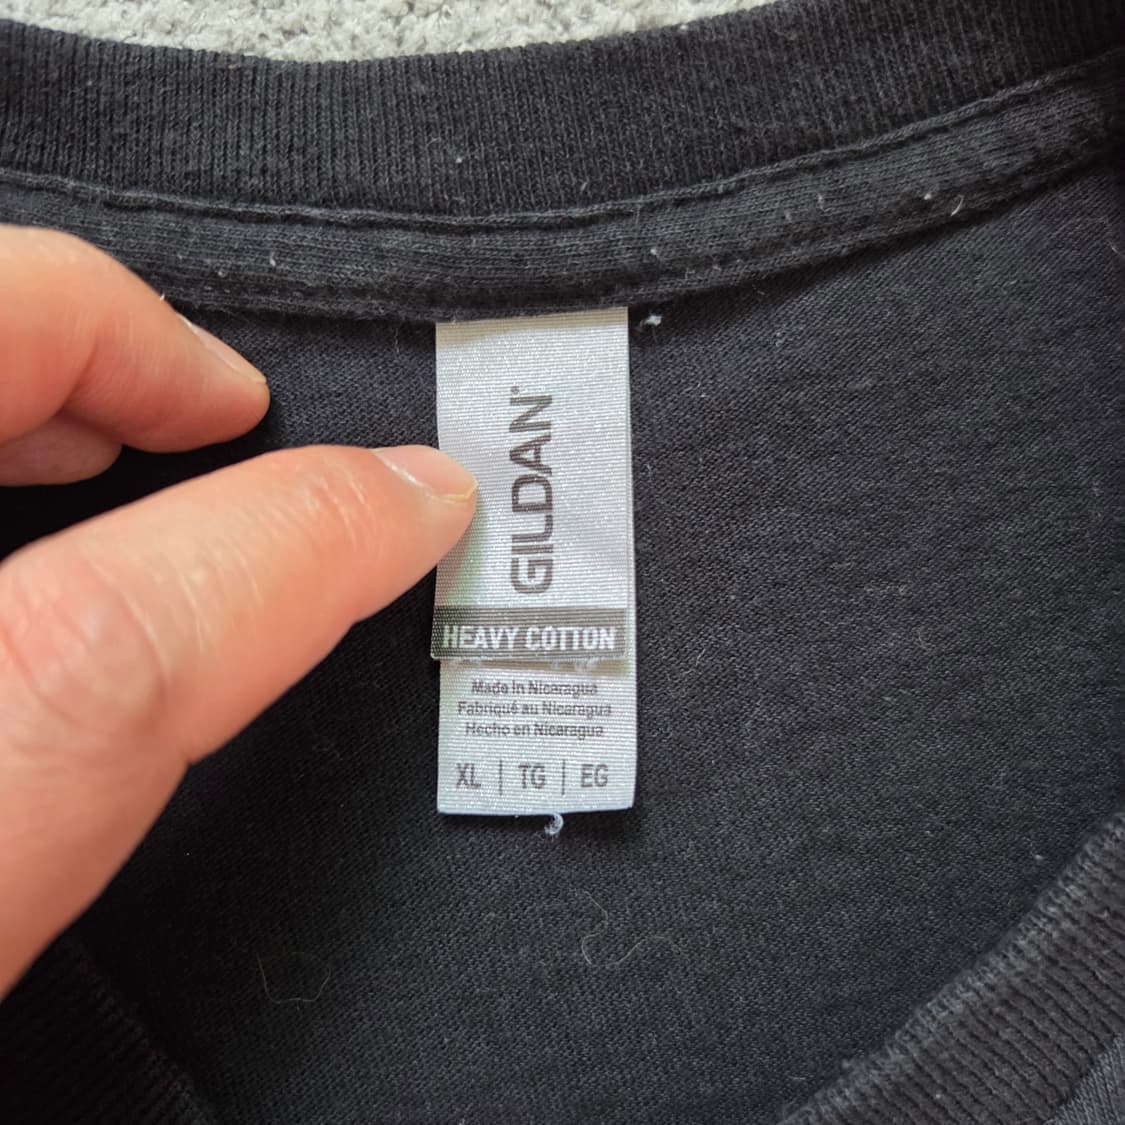 GILDAN®
HEAVY COTTON
Made in Nicaragua
Fabriqué au Nicaragua
Hecho en Nicaragua
XL | TG | EG